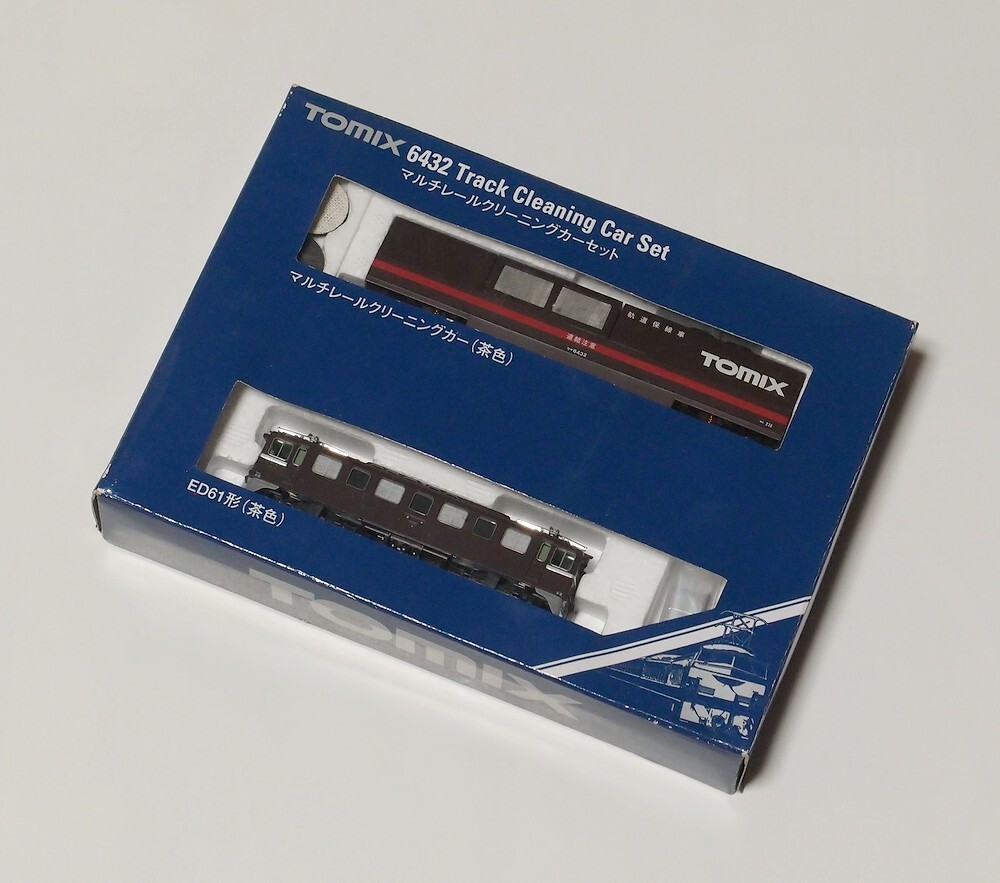 TOMIX 6432 Track Cleaning Car Set
マルチレールクリーニングカーセット
軌道保線車
連結注意
TOMIX
マルチレールクリーニングカー(茶色)
ED61形(茶色)
TOMIX